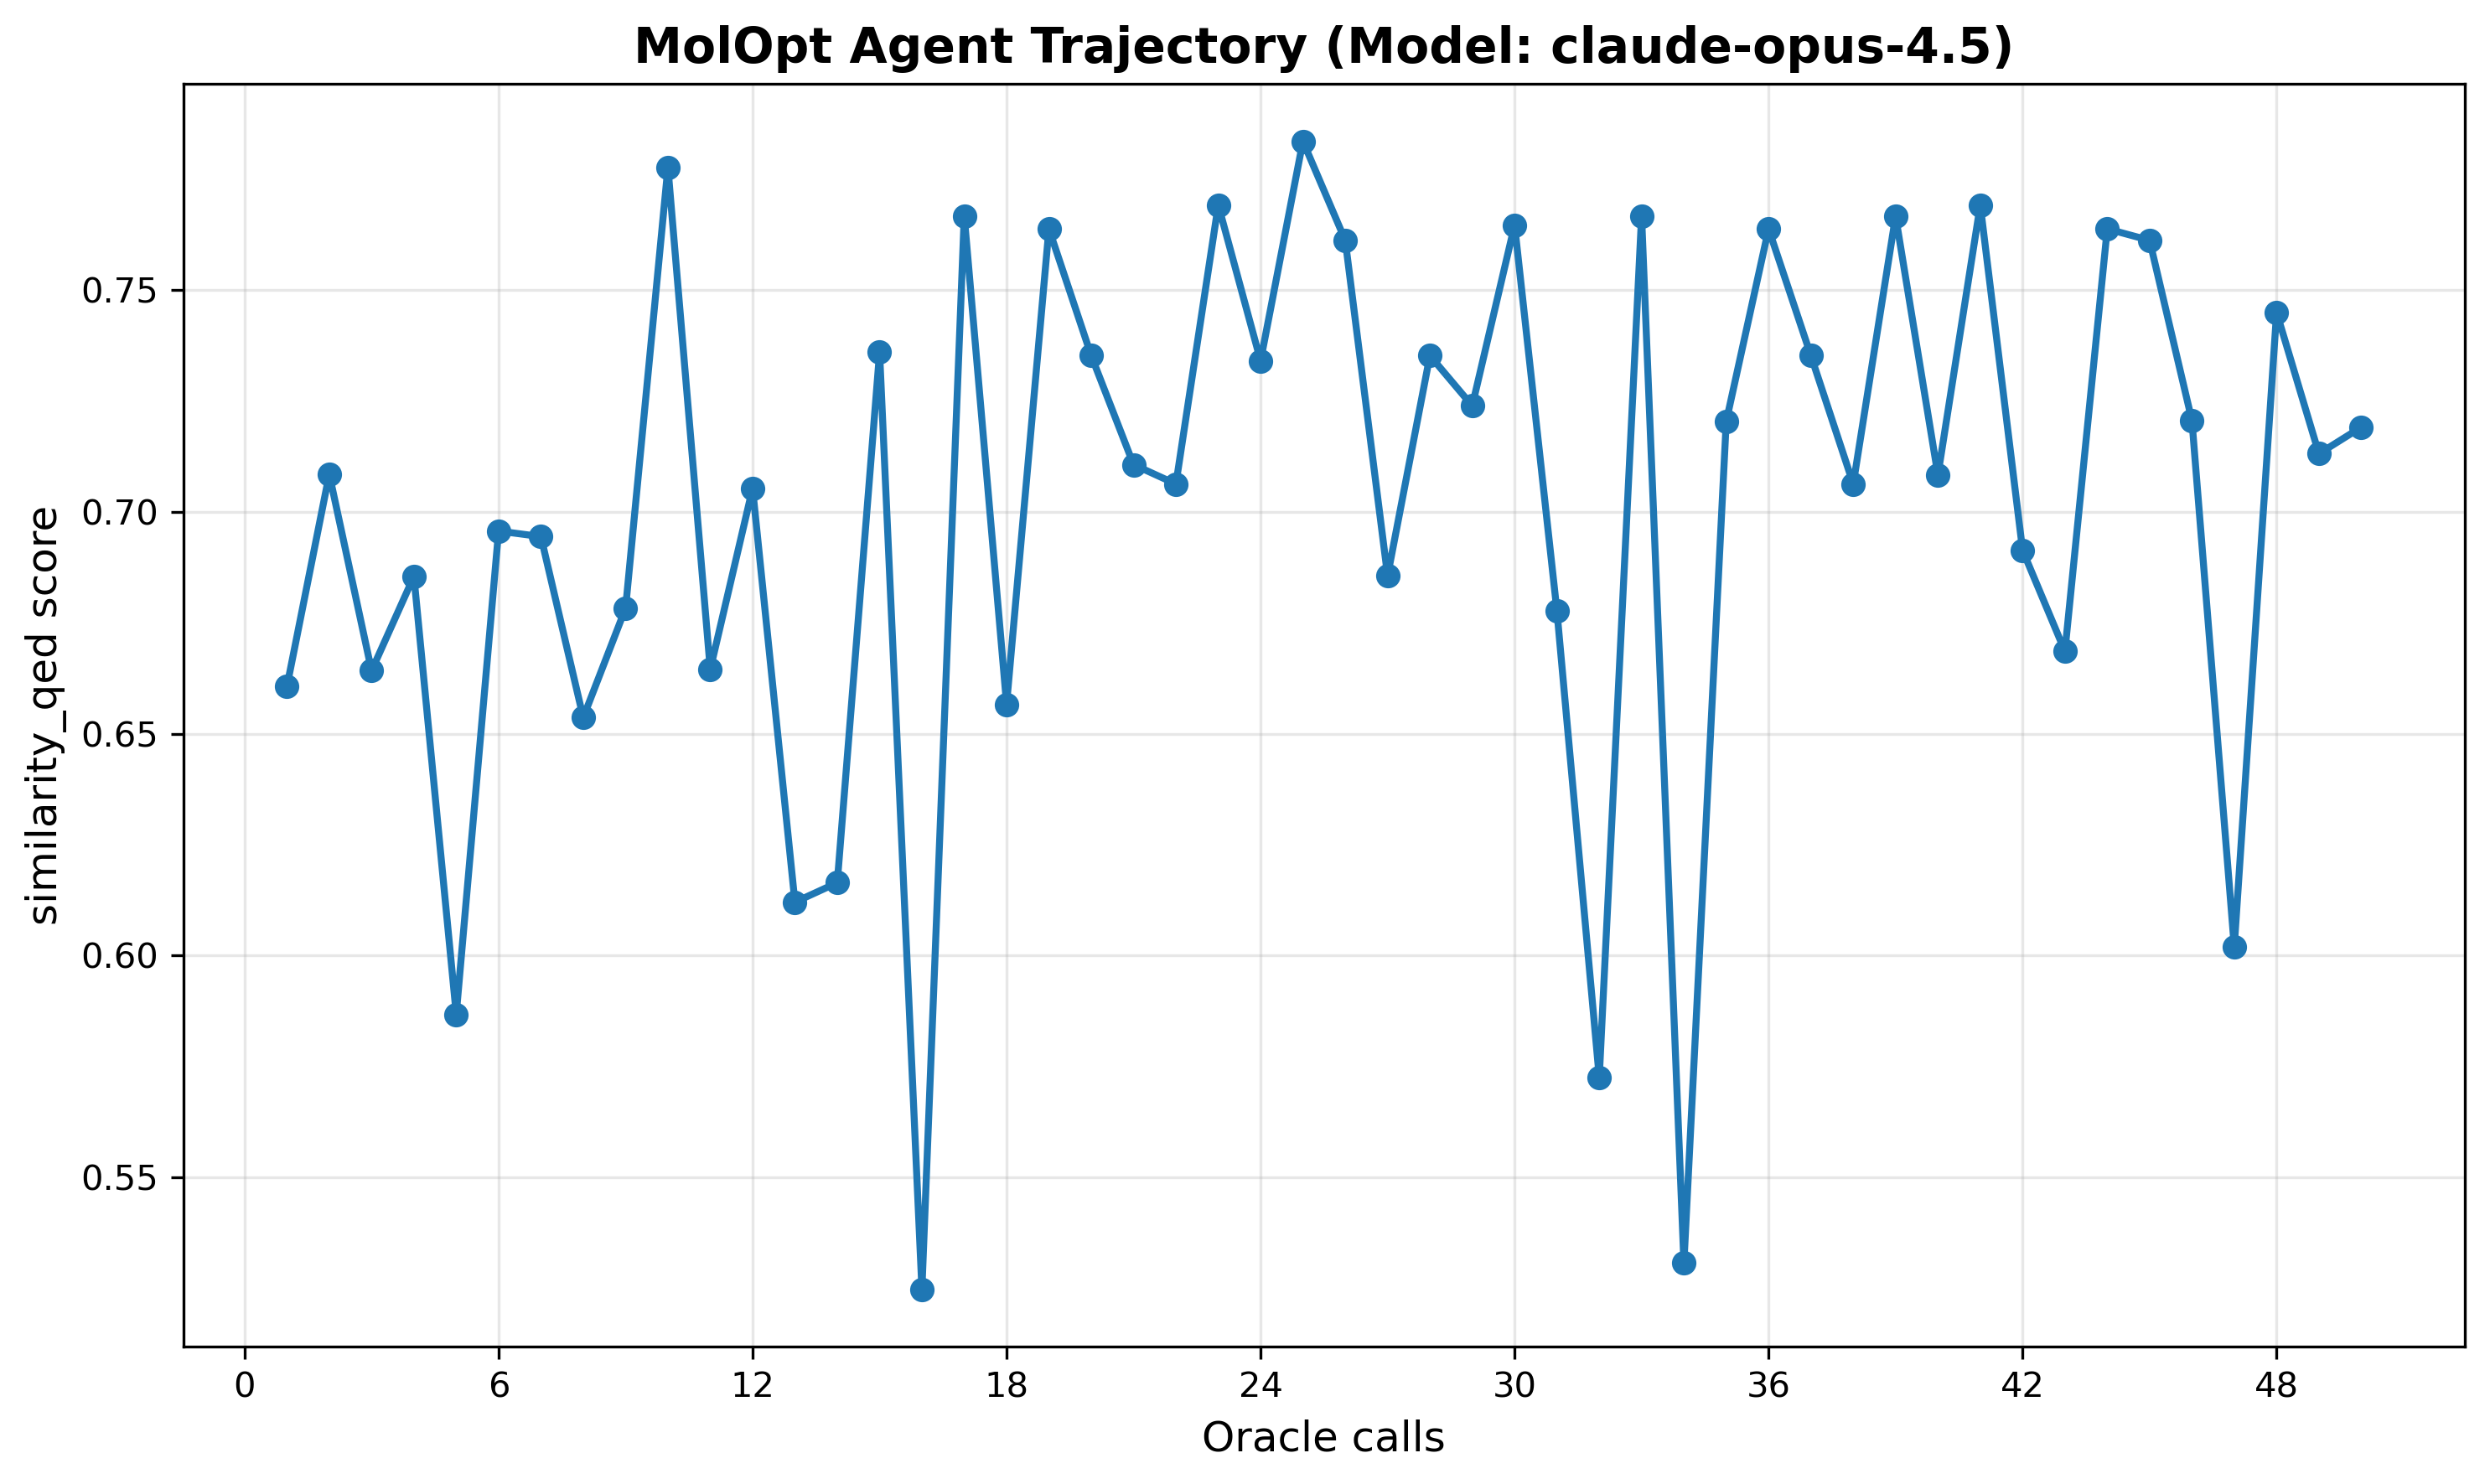 MolOpt Agent Trajectory (Model: claude-opus-4.5)
similarity_qed score
0.75
0.70
0.65
0.60
0.55
0 6 12 18 24 30 36 42 48
Oracle calls